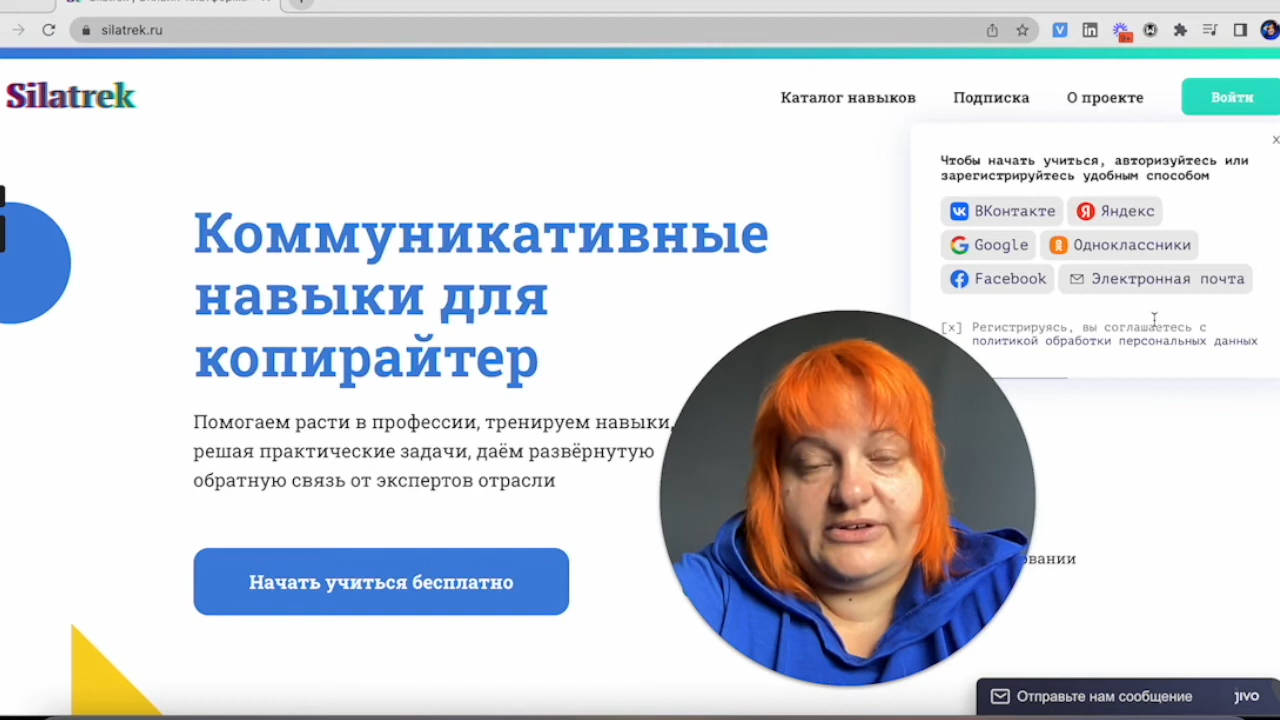 silatrek.ru
9+
Silatrek
Каталог навыков
Подписка
О проекте
Войти
x
Чтобы начать учиться, авторизуйтесь или
зарегистрируйтесь удобным способом
ВКонтакте
Яндекс
Google
Одноклассники
Facebook
Электронная почта
[x] Регистрируясь, вы соглашаетесь с
политикой обработки персональных данных
Коммуникативные
навыки для
копирайтер
Помогаем расти в профессии, тренируем навыки,
решая практические задачи, даём развёрнутую
обратную связь от экспертов отрасли
Начать учиться бесплатно
Отправьте нам сообщение
jivo